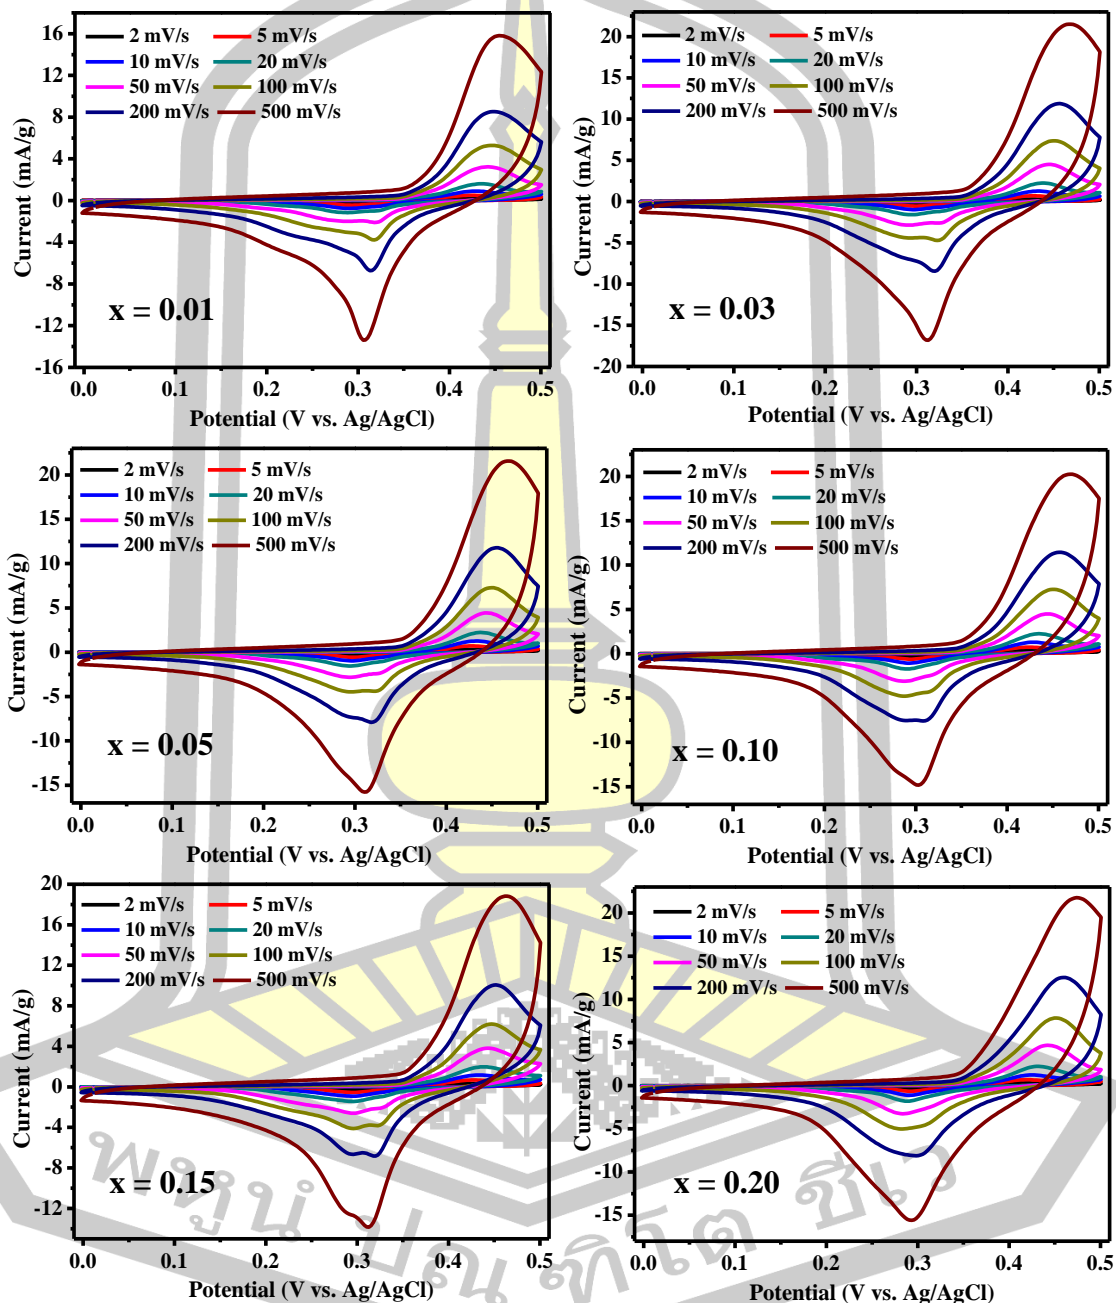 2 mV/s 5 mV/s
10 mV/s 20 mV/s
50 mV/s 100 mV/s
200 mV/s 500 mV/s
16
12
8
4
0
-4
-8
-12
-16
Current (mA/g)
x = 0.01
0.0 0.1 0.2 0.3 0.4 0.5
Potential (V vs. Ag/AgCl)
2 mV/s 5 mV/s
10 mV/s 20 mV/s
50 mV/s 100 mV/s
200 mV/s 500 mV/s
20
15
10
5
0
-5
-10
-15
-20
Current (mA/g)
x = 0.03
0.0 0.1 0.2 0.3 0.4 0.5
Potential (V vs. Ag/AgCl)
2 mV/s 5 mV/s
10 mV/s 20 mV/s
50 mV/s 100 mV/s
200 mV/s 500 mV/s
20
15
10
5
0
-5
-10
-15
Current (mA/g)
x = 0.05
0.0 0.1 0.2 0.3 0.4 0.5
Potential (V vs. Ag/AgCl)
2 mV/s 5 mV/s
10 mV/s 20 mV/s
50 mV/s 100 mV/s
200 mV/s 500 mV/s
20
15
10
5
0
-5
-10
-15
Current (mA/g)
x = 0.10
0.0 0.1 0.2 0.3 0.4 0.5
Potential (V vs. Ag/AgCl)
2 mV/s 5 mV/s
10 mV/s 20 mV/s
50 mV/s 100 mV/s
200 mV/s 500 mV/s
20
16
12
8
4
0
-4
-8
-12
Current (mA/g)
x = 0.15
0.0 0.1 0.2 0.3 0.4 0.5
Potential (V vs. Ag/AgCl)
2 mV/s 5 mV/s
10 mV/s 20 mV/s
50 mV/s 100 mV/s
200 mV/s 500 mV/s
20
15
10
5
0
-5
-10
-15
Current (mA/g)
x = 0.20
0.0 0.1 0.2 0.3 0.4 0.5
Potential (V vs. Ag/AgCl)
พหูนํ ปณฺฑิโต ชีเว